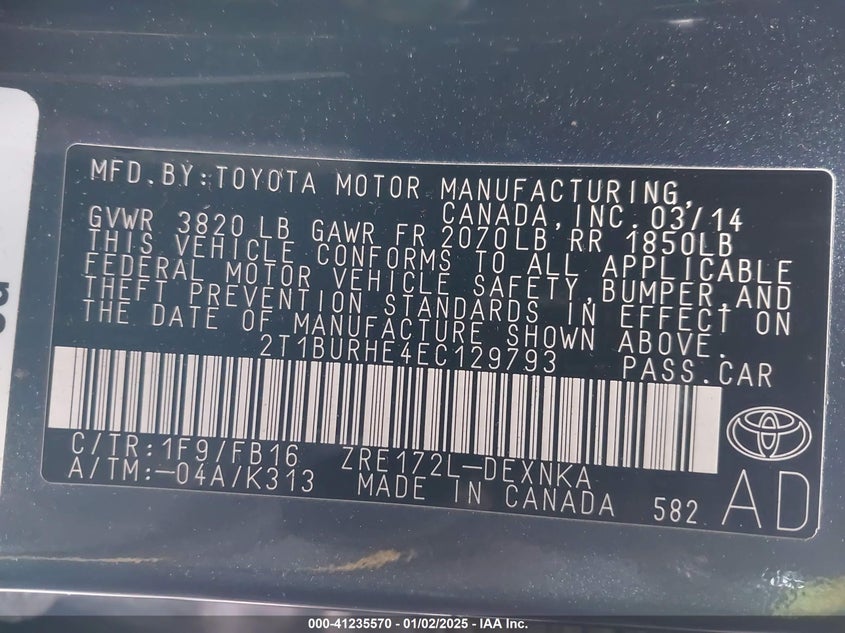 MFD.BY:TOYOTA MOTOR MANUFACTURING,
CANADA,INC.03/14
GVWR 3820 LB GAWR FR 2070LB RR 1850LB
THIS VEHICLE CONFORMS TO ALL APPLICABLE
FEDERAL MOTOR VEHICLE SAFETY,BUMPER,AND
THEFT PREVENTION STANDARDS IN EFFECT ON
THE DATE OF MANUFACTURE SHOWN ABOVE.
2T1BURHE4EC129793 PASS.CAR
C/TR:1F9/FB16 ZRE172L-DEXNKA
A/TM:-04A/K313 MADE IN CANADA 582 AD
000-41235570 - 01/02/2025 - IAA Inc.